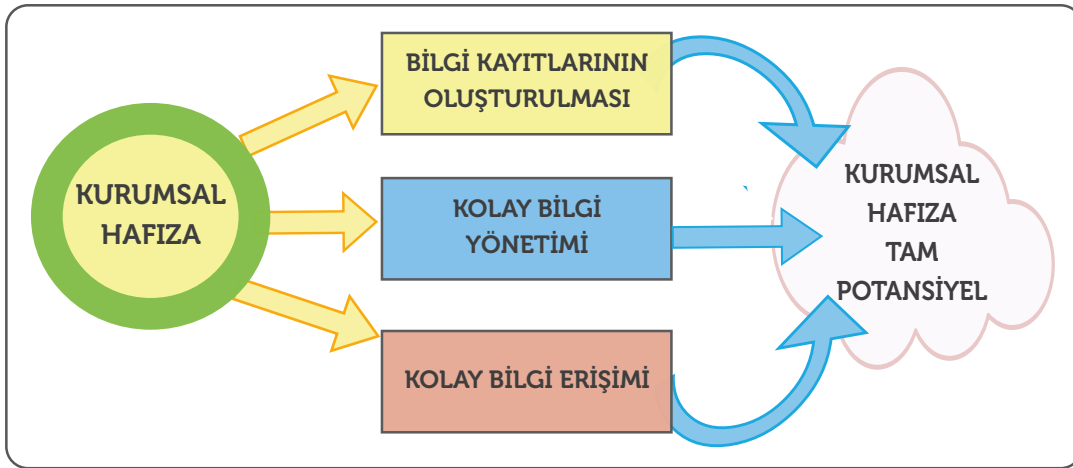 KURUMSAL
HAFIZA
BİLGİ KAYITLARININ
OLUŞTURULMASI
KOLAY BİLGİ
YÖNETİMİ
KOLAY BİLGİ ERİŞİMİ
KURUMSAL
HAFIZA
TAM
POTANSİYEL